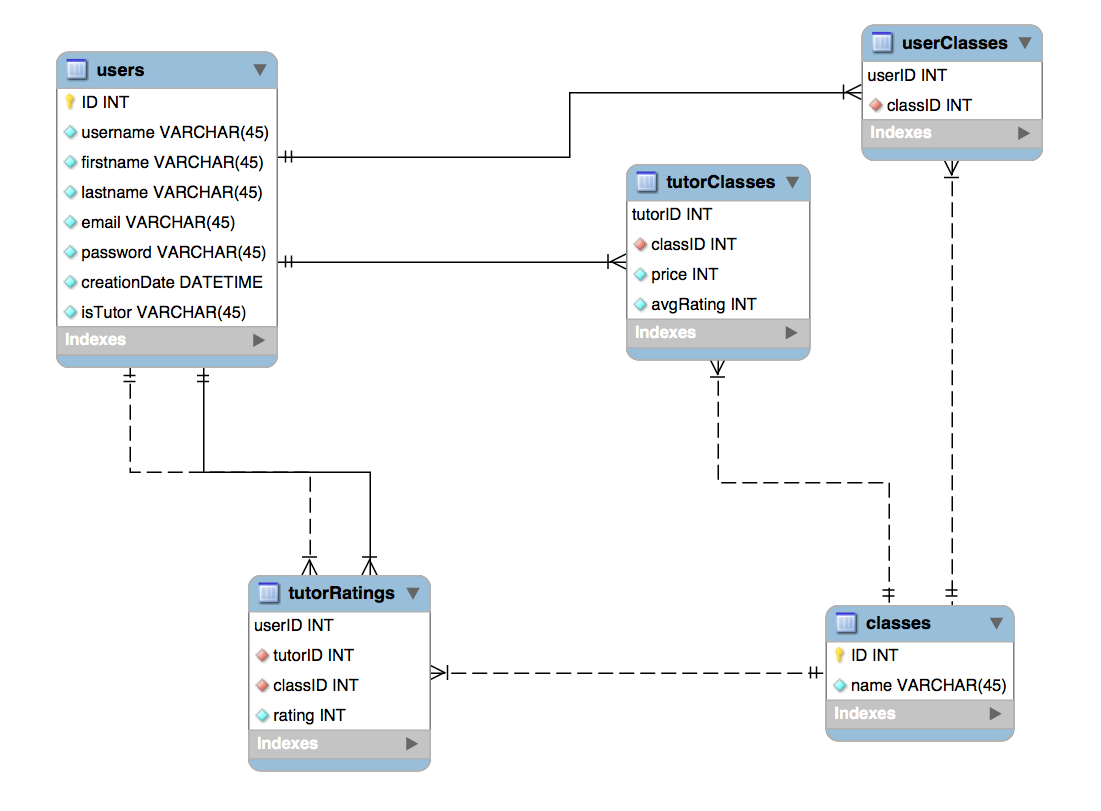 users
ID INT
username VARCHAR(45)
firstname VARCHAR(45)
lastname VARCHAR(45)
email VARCHAR(45)
password VARCHAR(45)
creationDate DATETIME
isTutor VARCHAR(45)
Indexes
userClasses
userID INT
classID INT
Indexes
tutorClasses
tutorID INT
classID INT
price INT
avgRating INT
Indexes
tutorRatings
userID INT
tutorID INT
classID INT
rating INT
Indexes
classes
ID INT
name VARCHAR(45)
Indexes